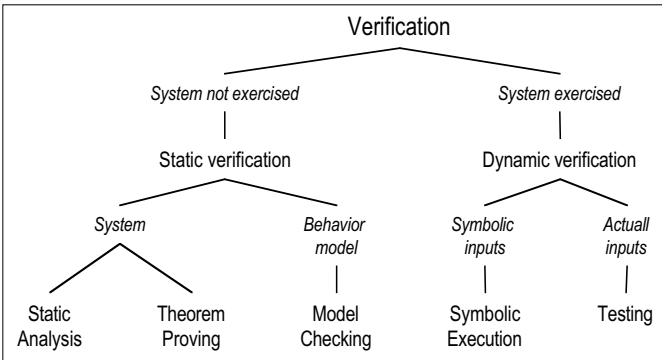 Verification
System not exercised
System exercised
Static verification
Dynamic verification
System
Behavior
model
Symbolic
inputs
Actuall
inputs
Static
Analysis
Theorem
Proving
Model
Checking
Symbolic
Execution
Testing